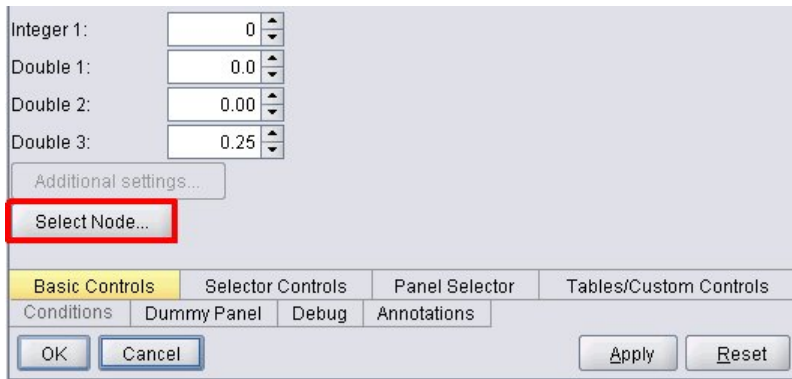 Integer 1: 0
Double 1: 0.0
Double 2: 0.00
Double 3: 0.25
Additional settings...
Select Node...
Basic Controls Selector Controls Panel Selector Tables/Custom Controls
Conditions Dummy Panel Debug Annotations
OK Cancel Apply Reset